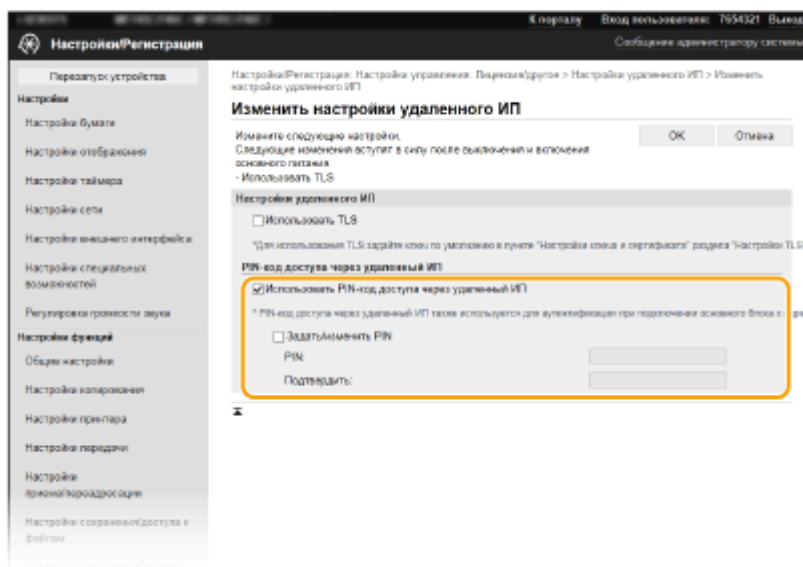 К порталу Вход пользователя: 7654321 Выход
Настройки/Регистрация
Сообщение администратору системы
Перезапуск устройства
Настройки
Настройки бумаги
Настройки отображения
Настройки таймера
Настройки сети
Настройки внешнего интерфейса
Настройки специальных
возможностей
Регулировка громкости звука
Настройки функций
Общие настройки
Настройки копирования
Настройки принтера
Настройки передачи
Настройки
приема/переадресации
Настройки сохранения/доступа к
файлам
Настройка/Регистрация: Настройки управления: Лицензия/другое > Настройки удаленного ИП > Изменить
настройки удаленного ИП
Изменить настройки удаленного ИП
Измените следующие настройки.
Следующие изменения вступят в силу после выключения и включения
основного питания.
- Использовать TLS
OK Отмена
Настройки удаленного ИП
Использовать TLS
*Для использования TLS задайте ключ по умолчанию в пункте "Настройки ключа и сертификата" раздела "Настройки TLS
PIN-код доступа через удаленный ИП
Использовать PIN-код доступа через удаленный ИП
* PIN-код доступа через удаленный ИП также используется для аутентификации при подключении основного блока с
Задать/изменить PIN
PIN:
Подтвердить: